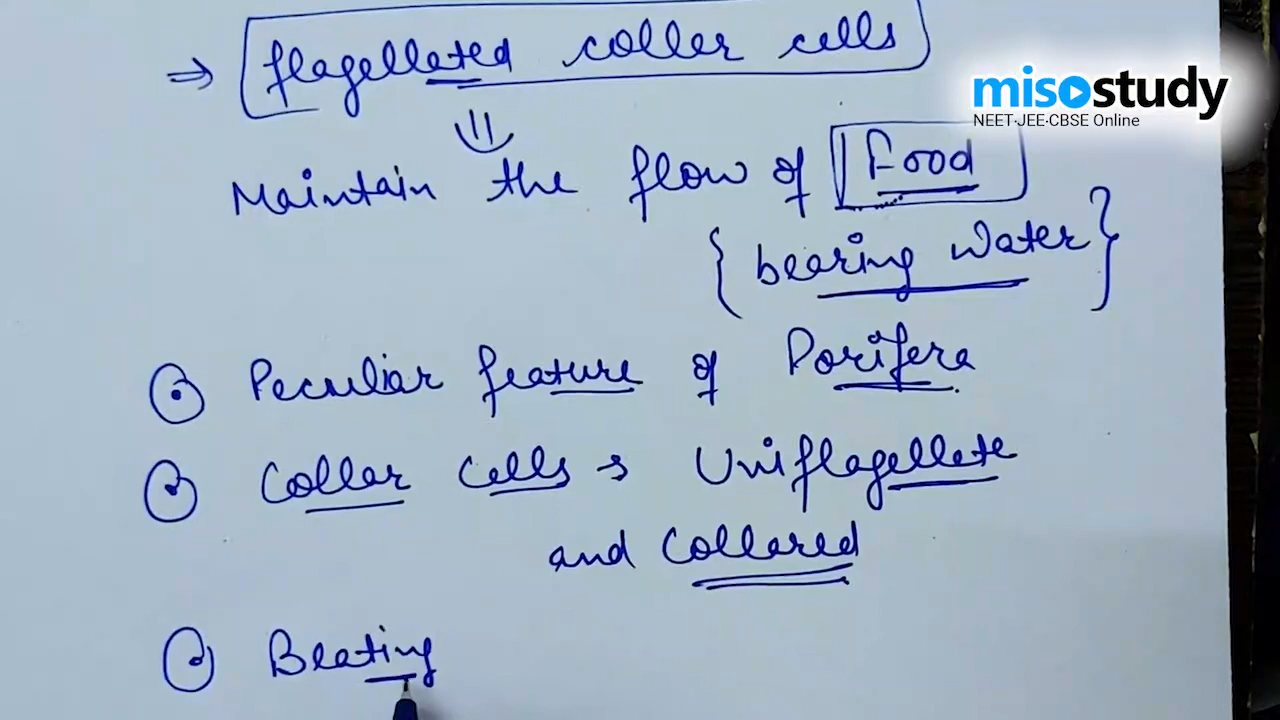 ⇒ flagellated coller cells
misostudy
NEET·JEE·CBSE Online
Maintain the flow of Food
{ bearing water }
Peculiar feature of Porifera
Collar cells → Uniflagellate
and Collared
Beating